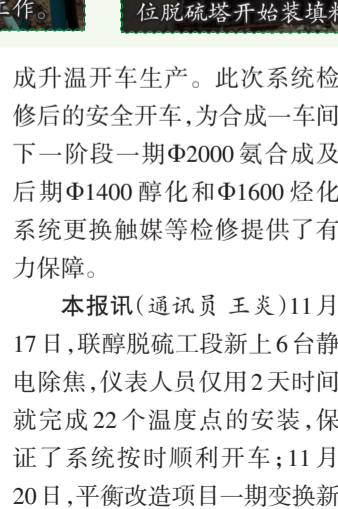 工作。
位脱硫塔开始装填料
成升温开车生产。此次系统检
修后的安全开车,为合成一车间
下一阶段一期Φ2000氨合成及
后期Φ1400醇化和Φ1600烃化
系统更换触媒等检修提供了有
力保障。
本报讯(通讯员 王炎)11月
17日,联醇脱硫工段新上6台静
电除焦,仪表人员仅用2天时间
就完成22个温度点的安装,保
证了系统按时顺利开车;11月
20日,平衡改造项目一期变换新